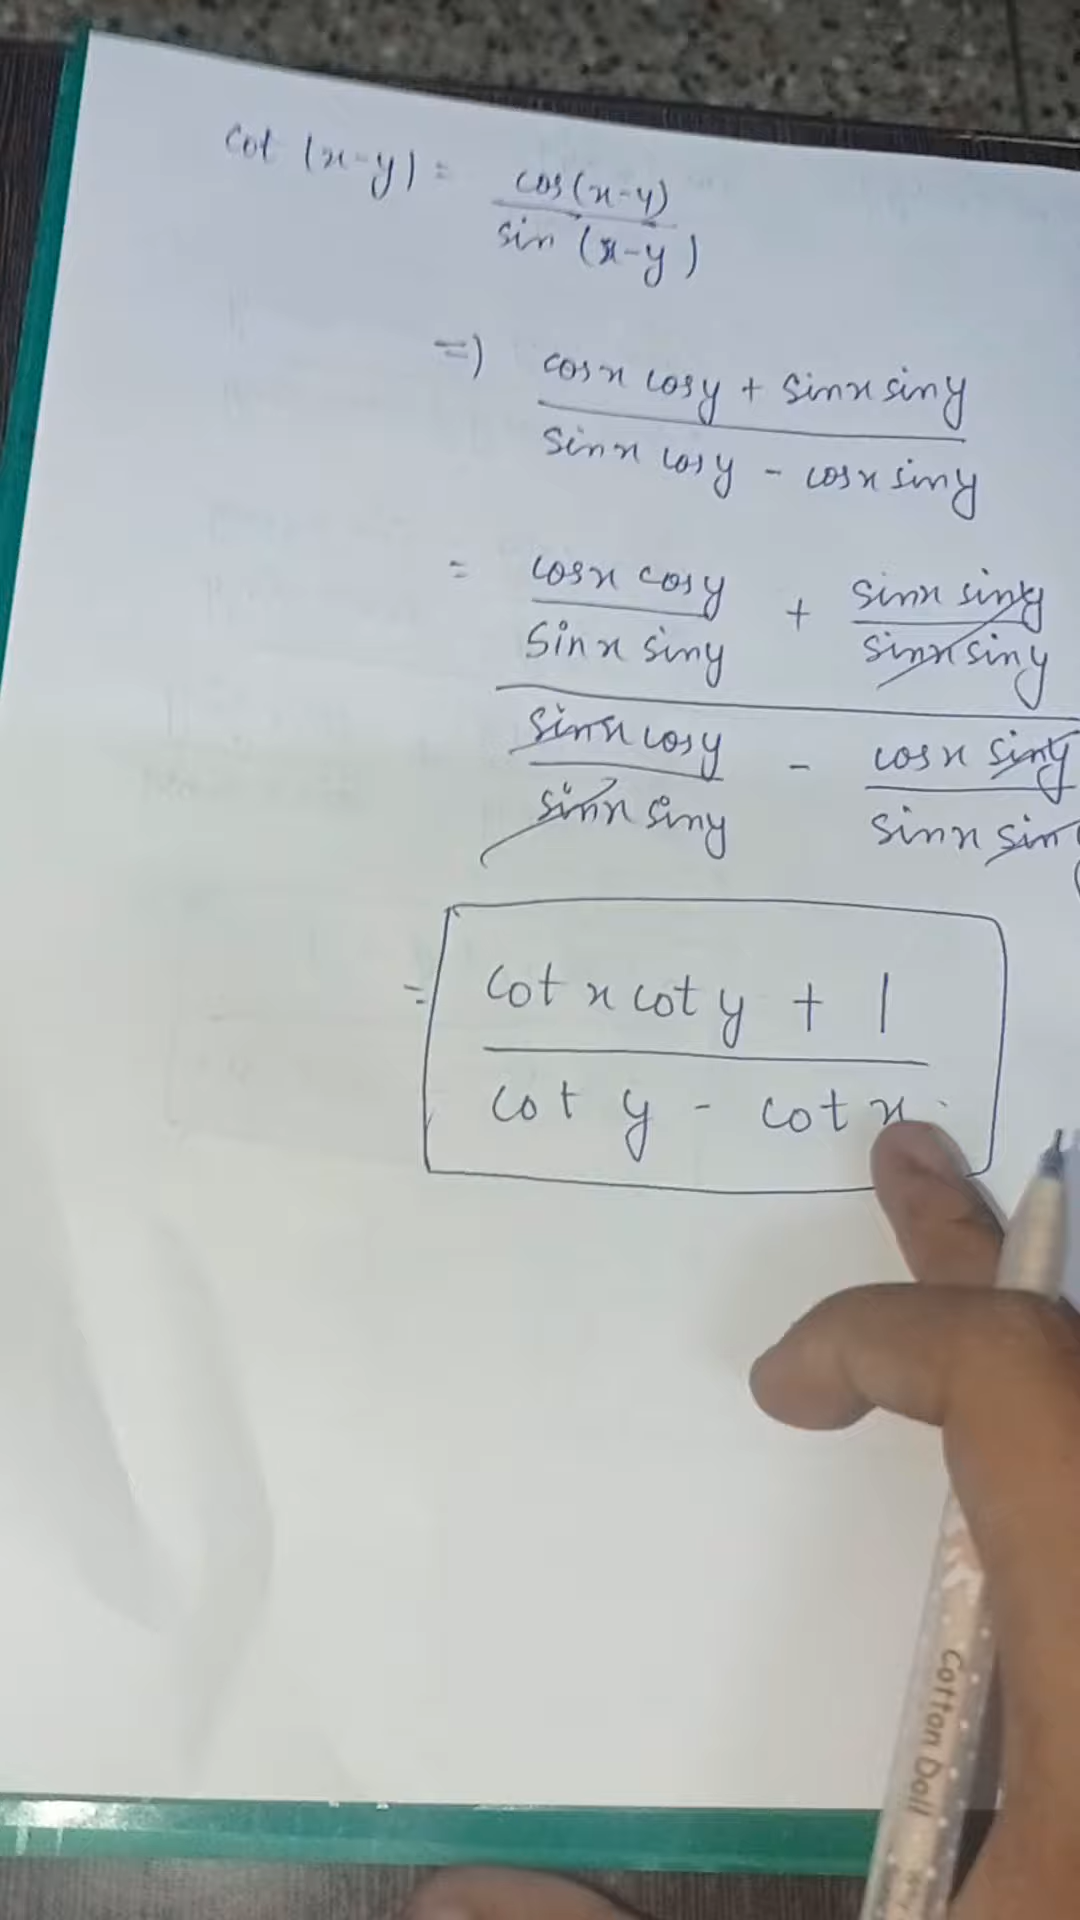 cot (x-y) = cos(x-y)
sin (x-y)
=) cosx cosy + sinx siny
sinx cosy - cosx siny
= cosx cosy + sinx siny
sinx siny sinx siny
sinx cosy - cosx siny
sinx siny sinx sin
= cot x cot y + 1
cot y - cot x
Cotton Doll